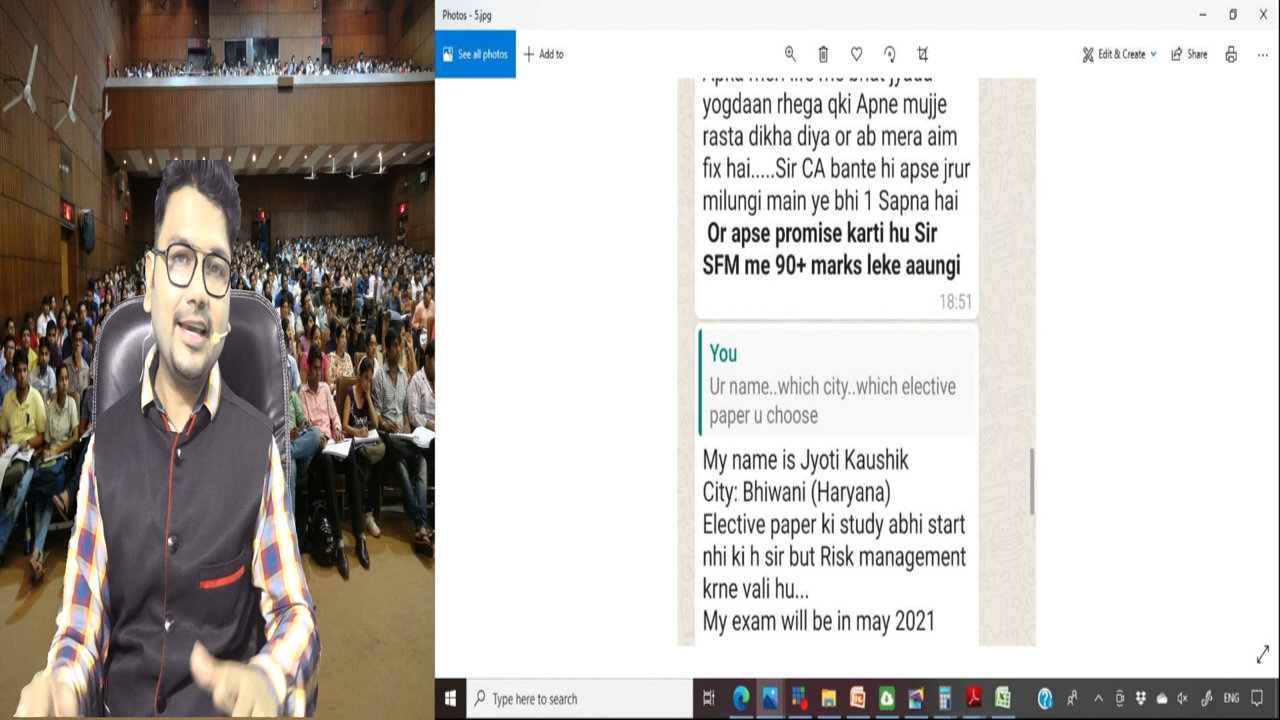 Photos - 5.jpg
See all photos
Add to
Edit & Create
Share
yogdaan rhega qki Apne mujje
rasta dikha diya or ab mera aim
fix hai.....Sir CA bante hi apse jrur
milungi main ye bhi 1 Sapna hai
Or apse promise karti hu Sir
SFM me 90+ marks leke aaungi
18:51
You
Ur name..which city..which elective
paper u choose
My name is Jyoti Kaushik
City: Bhiwani (Haryana)
Elective paper ki study abhi start
nhi ki h sir but Risk management
krne vali hu...
My exam will be in may 2021
Type here to search
ENG